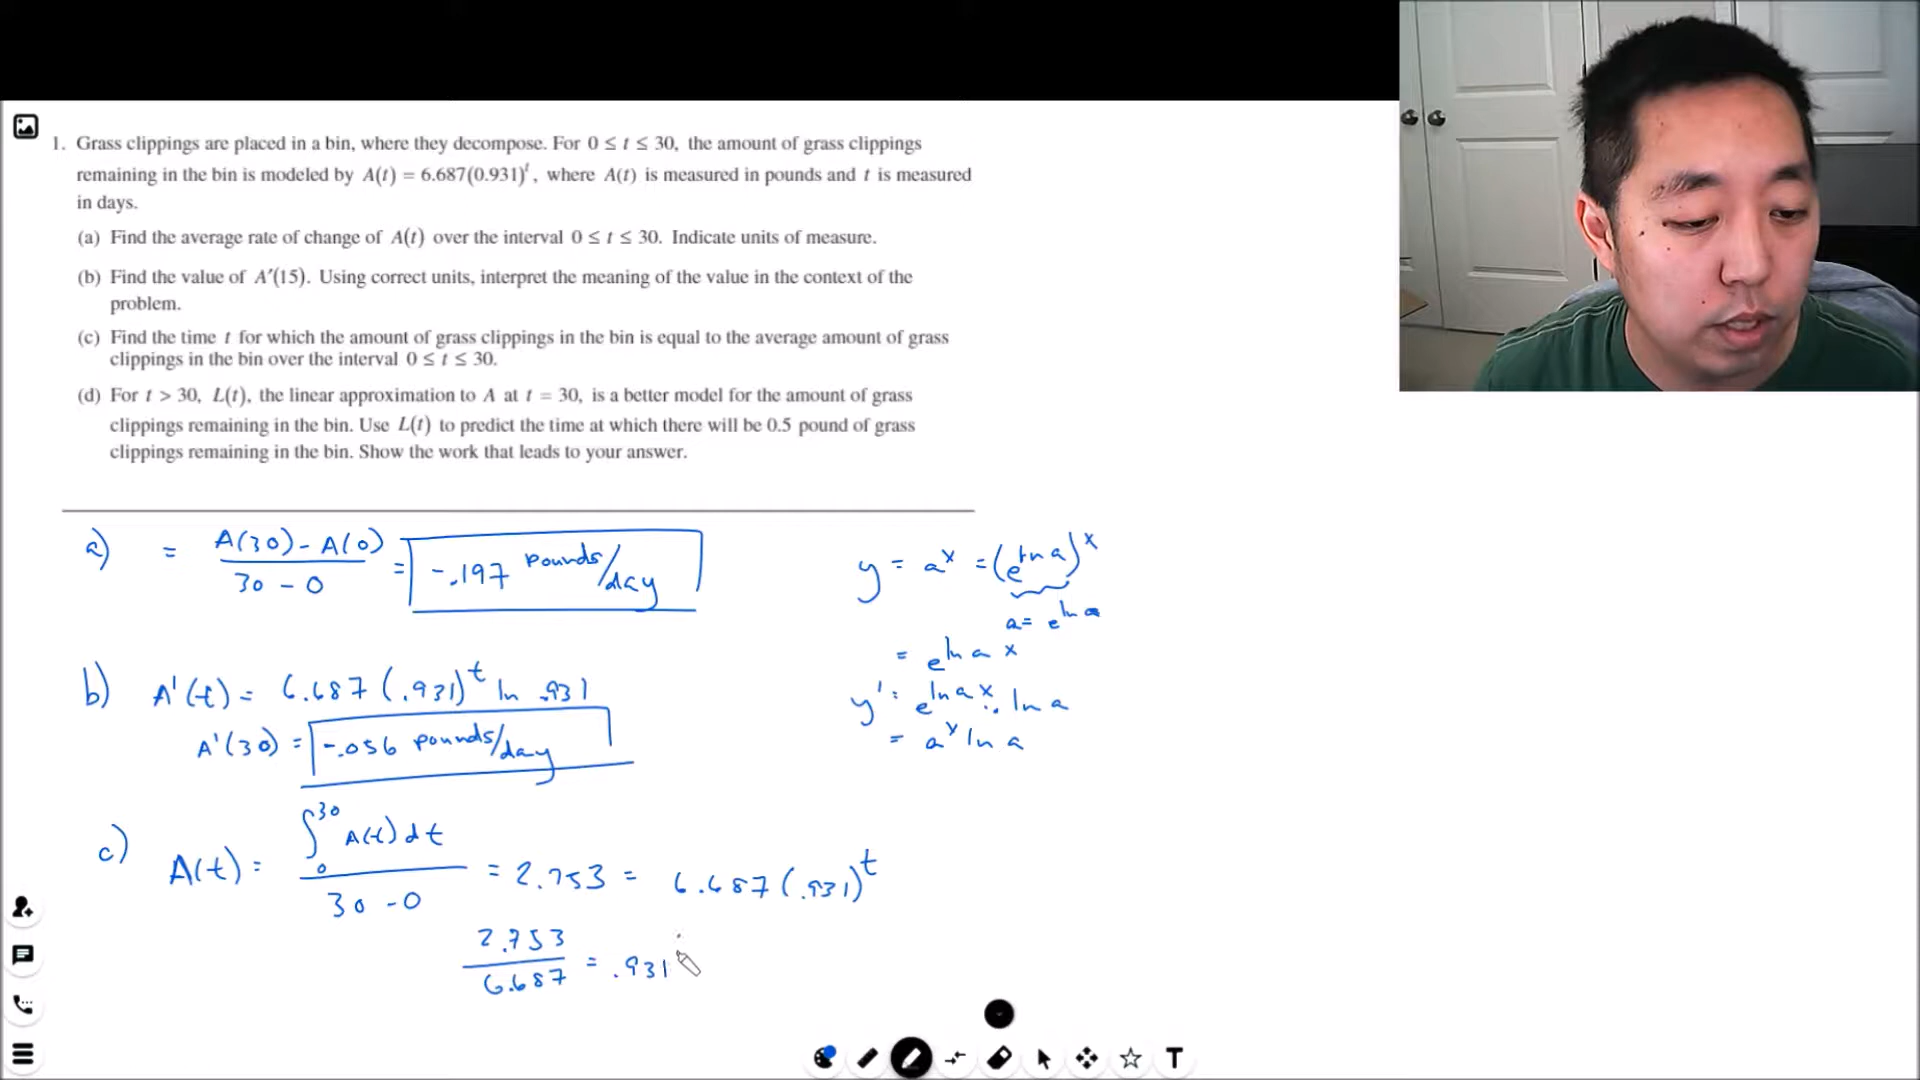 1. Grass clippings are placed in a bin, where they decompose. For 0 ≤ t ≤ 30, the amount of grass clippings
remaining in the bin is modeled by A(t) = 6.687(0.931)^t, where A(t) is measured in pounds and t is measured
in days.
(a) Find the average rate of change of A(t) over the interval 0 ≤ t ≤ 30. Indicate units of measure.
(b) Find the value of A′(15). Using correct units, interpret the meaning of the value in the context of the
problem.
(c) Find the time t for which the amount of grass clippings in the bin is equal to the average amount of grass
clippings in the bin over the interval 0 ≤ t ≤ 30.
(d) For t > 30, L(t), the linear approximation to A at t = 30, is a better model for the amount of grass
clippings remaining in the bin. Use L(t) to predict the time at which there will be 0.5 pound of grass
clippings remaining in the bin. Show the work that leads to your answer.
a) = A(30) - A(0) / 30 - 0 = -.197 pounds/day
b) A'(t) = 6.687 (.931)^t ln .931
A'(30) = -.056 pounds/day
c) A(t) = ∫_0^30 A(t) dt / 30 - 0 = 2.753 = 6.687 (.931)^t
2.753 / 6.687 = .931
y = a^x = (e^ln a)^x
a = e^ln a
= e^ln a x
y' = e^ln a x · ln a
= a^x ln a
T